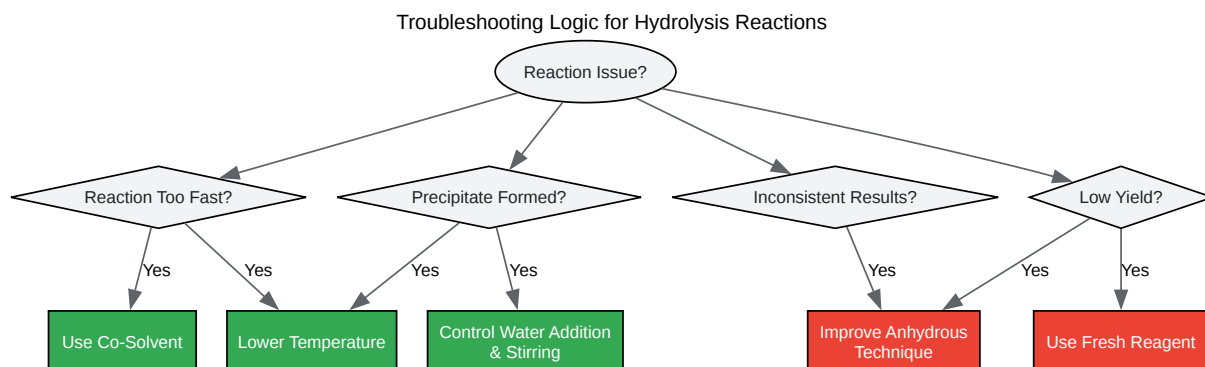 Troubleshooting Logic for Hydrolysis Reactions
Reaction Issue?
Reaction Too Fast?
Precipitate Formed?
Inconsistent Results?
Low Yield?
Yes
Yes
Yes
Yes
Yes
Yes
Yes
Use Co-Solvent
Lower Temperature
Control Water Addition
& Stirring
Improve Anhydrous
Technique
Use Fresh Reagent